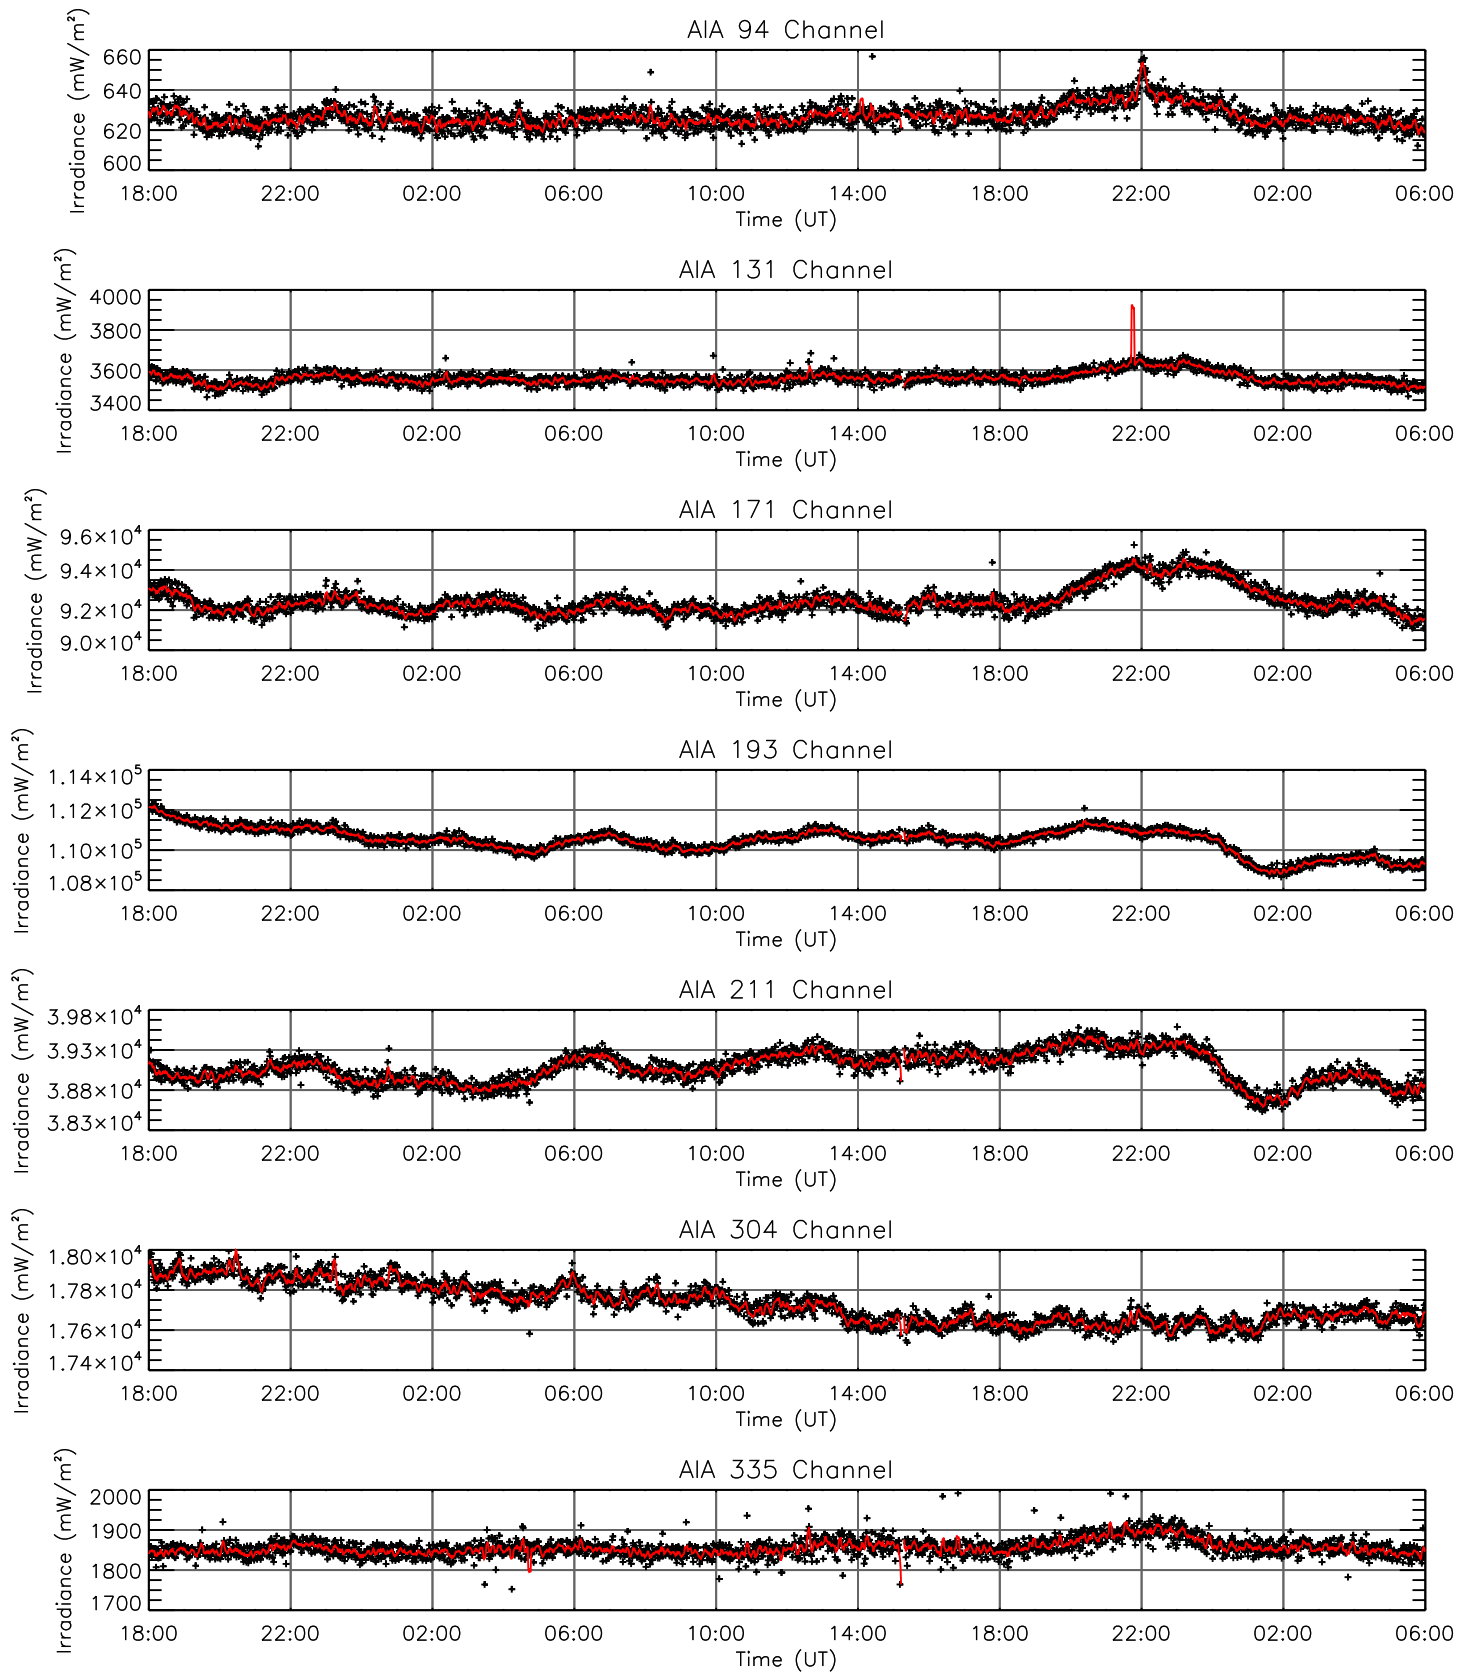 AIA 94 Channel
Irradiance (mW/m²)
660
640
620
600
18:00 22:00 02:00 06:00 10:00 14:00 18:00 22:00 02:00 06:00
Time (UT)
AIA 131 Channel
Irradiance (mW/m²)
4000
3800
3600
3400
18:00 22:00 02:00 06:00 10:00 14:00 18:00 22:00 02:00 06:00
Time (UT)
AIA 171 Channel
Irradiance (mW/m²)
9.6×10⁴
9.4×10⁴
9.2×10⁴
9.0×10⁴
18:00 22:00 02:00 06:00 10:00 14:00 18:00 22:00 02:00 06:00
Time (UT)
AIA 193 Channel
Irradiance (mW/m²)
1.14×10⁵
1.12×10⁵
1.10×10⁵
1.08×10⁵
18:00 22:00 02:00 06:00 10:00 14:00 18:00 22:00 02:00 06:00
Time (UT)
AIA 211 Channel
Irradiance (mW/m²)
3.98×10⁴
3.93×10⁴
3.88×10⁴
3.83×10⁴
18:00 22:00 02:00 06:00 10:00 14:00 18:00 22:00 02:00 06:00
Time (UT)
AIA 304 Channel
Irradiance (mW/m²)
1.80×10⁴
1.78×10⁴
1.76×10⁴
1.74×10⁴
18:00 22:00 02:00 06:00 10:00 14:00 18:00 22:00 02:00 06:00
Time (UT)
AIA 335 Channel
Irradiance (mW/m²)
2000
1900
1800
1700
18:00 22:00 02:00 06:00 10:00 14:00 18:00 22:00 02:00 06:00
Time (UT)